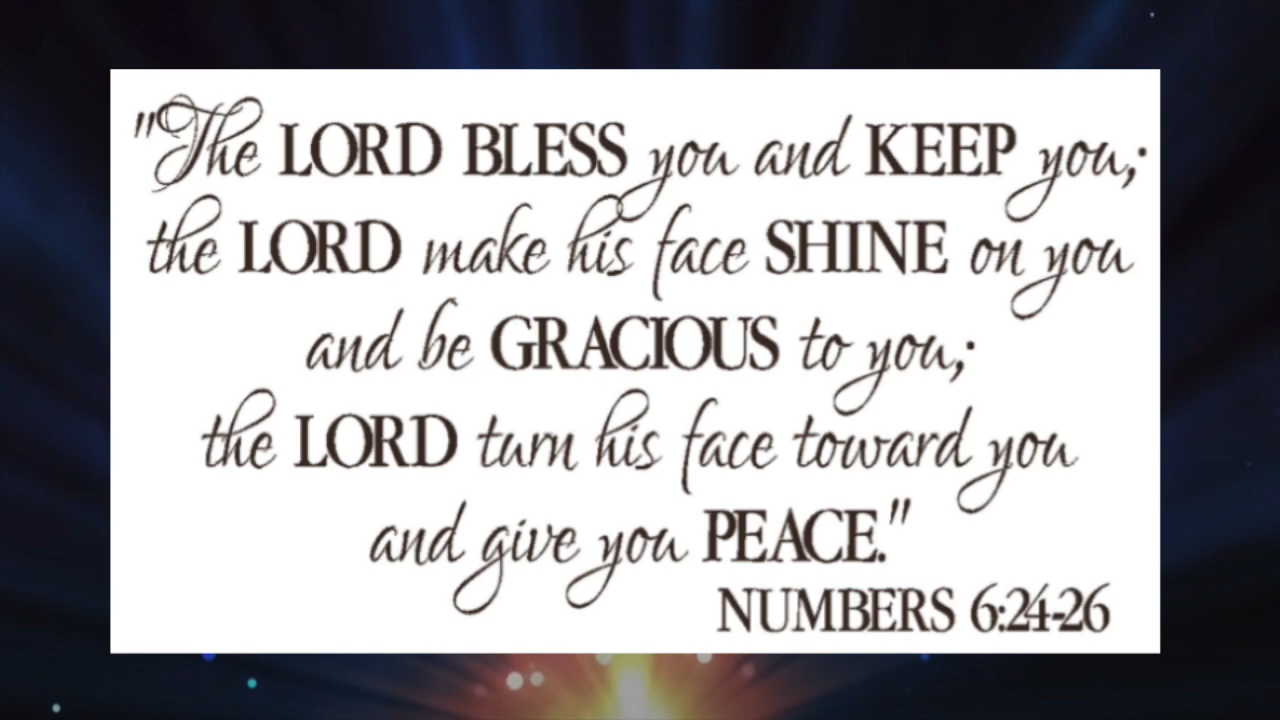 "The LORD BLESS you and KEEP you;
the LORD make his face SHINE on you
and be GRACIOUS to you;
the LORD turn his face toward you
and give you PEACE."
NUMBERS 6:24-26